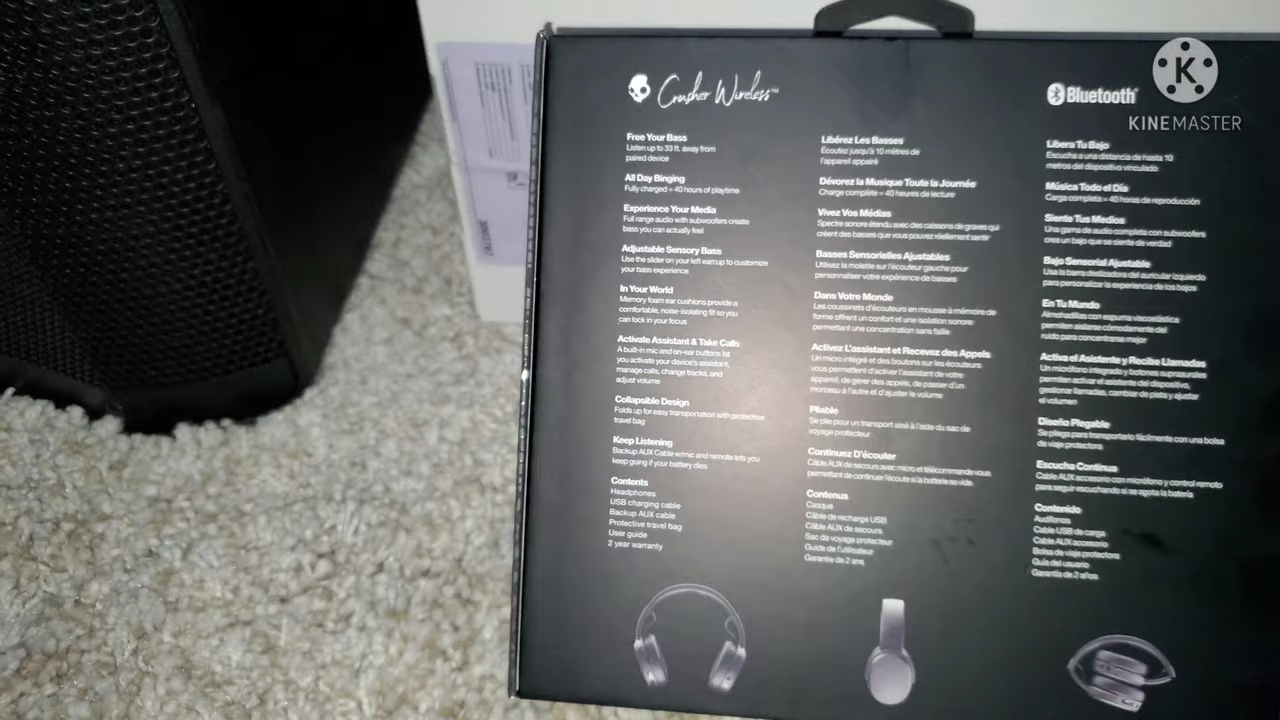 Crusher Wireless™
Free Your Bass
Listen up to 33 ft. away from
paired device
All Day Binging
Fully charged = 40 hours of playtime
Experience Your Media
Full range audio with subwoofers create
bass you can actually feel
Adjustable Sensory Bass
Use the slider on your left earcup to customize
your bass experience
In Your World
Memory foam ear cushions provide a
comfortable, noise-isolating fit so you
can lock in your focus
Activate Assistant & Take Calls
A built-in mic and on-ear buttons let
you activate your device's assistant,
manage calls, change tracks, and
adjust volume
Collapsible Design
Folds up for easy transportation with protective
travel bag
Keep Listening
Backup AUX Cable w/mic and remote lets you
keep going if your battery dies
Contents
Headphones
USB charging cable
Backup AUX cable
Protective travel bag
User guide
2 year warranty
Libérez Les Basses
Écoutez jusqu'à 10 mètres de
l'appareil appairé
Dévorez la Musique Toute la Journée
Charge complète = 40 heures de lecture
Vivez Vos Médias
Spectre sonore étendu avec des caissons de graves qui
créent des basses que vous pouvez réellement sentir
Basses Sensorielles Ajustables
Utilisez la molette sur l'écouteur gauche pour
personnaliser votre expérience de basses
Dans Votre Monde
Les coussinets d'écouteurs en mousse à mémoire de
forme offrent un confort et une isolation sonore
permettant une concentration sans faille
Activez L'assistant et Recevez des Appels
Un micro intégré et des boutons sur les écouteurs
vous permettent d'activer l'assistant de votre
appareil, de gérer des appels, de passer d'un
morceau à l'autre et d'ajuster le volume
Pliable
Se plie pour un transport aisé à l'aide du sac de
voyage protecteur
Continuez D'écouter
Câble AUX de secours avec micro et télécommande vous
permettant de continuer l'écoute si la batterie se vide
Contenus
Casque
Câble de recharge USB
Câble AUX de secours
Sac de voyage protecteur
Guide de l'utilisateur
Garantie de 2 ans
Bluetooth®
Libera Tu Bajo
Escucha a una distancia de hasta 10
metros del dispositivo vinculado
Música Todo el Día
Carga completa = 40 horas de reproducción
Siente Tus Medios
Una gama de audio completa con subwoofers
crea un bajo que se siente de verdad
Bajo Sensorial Ajustable
Usa la barra deslizadora del auricular izquierdo
para personalizar la experiencia de los bajos
En Tu Mundo
Almohadillas con espuma viscoelástica
permiten aislarse cómodamente del
ruido para concentrarse mejor
Activa el Asistente y Recibe Llamadas
Un micrófono integrado y botones externos
permiten activar el asistente del dispositivo,
gestionar llamadas, cambiar de pista y ajustar
el volumen
Diseño Plegable
Se pliega para transportarlo fácilmente con una bolsa
de viaje protectora
Escucha Continua
Cable AUX accesorio con micrófono y control remoto
para seguir escuchando si se agota la batería
Contenido
Audífonos
Cable USB de carga
Cable AUX accesorio
Bolsa de viaje protectora
Guía del usuario
Garantía de 2 años
K
KINEMASTER